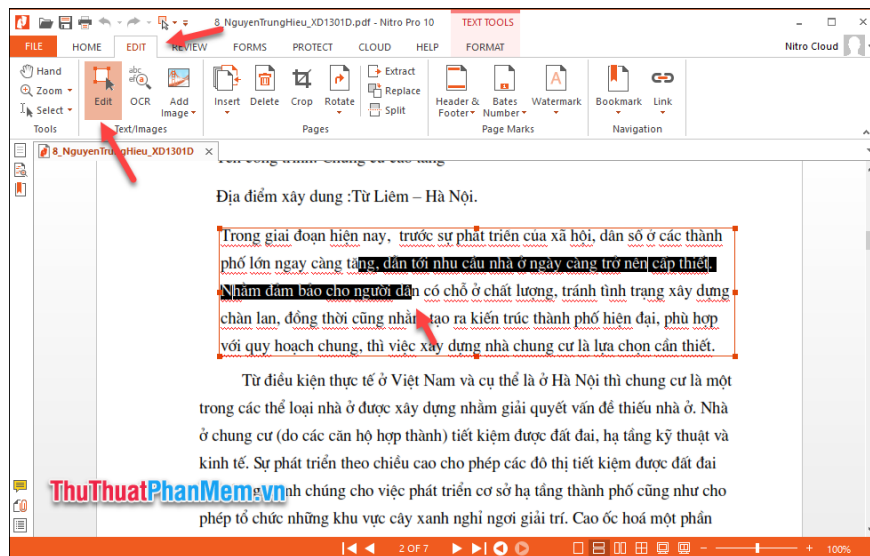 8_NguyenTrungHieu_XD1301D.pdf - Nitro Pro 10
TEXT TOOLS
FILE HOME EDIT REVIEW FORMS PROTECT CLOUD HELP FORMAT
Nitro Cloud
Hand
Zoom
Select
Tools
Edit
OCR
Add Image
Text/Images
Insert
Delete
Crop
Rotate
Extract
Replace
Split
Pages
Header & Footer
Bates Number
Watermark
Page Marks
Bookmark
Link
Navigation
8_NguyenTrungHieu_XD1301D
Địa điểm xây dung :Từ Liêm – Hà Nội.
Trong giai đoạn hiện nay, trước sự phát triển của xã hội, dân số ở các thành
phố lớn ngay càng tăng, dẫn tới nhu cầu nhà ở ngày càng trở nên cấp thiết.
Nhằm đảm bảo cho người dân có chỗ ở chất lượng, tránh tình trạng xây dựng
chàn lan, đồng thời cũng nhằm tạo ra kiến trúc thành phố hiện đại, phù hợp
với quy hoạch chung, thì việc xây dựng nhà chung cư là lựa chọn cần thiết.
Từ điều kiện thực tế ở Việt Nam và cụ thể là ở Hà Nội thì chung cư là một
trong các thể loại nhà ở được xây dựng nhằm giải quyết vấn đề thiếu nhà ở. Nhà
ở chung cư (do các căn hộ hợp thành) tiết kiệm được đất đai, hạ tầng kỹ thuật và
kinh tế. Sự phát triển theo chiều cao cho phép các đô thị tiết kiệm được đất đai
chúng cho việc phát triển cơ sở hạ tầng thành phố cũng như cho
phép tổ chức những khu vực cây xanh nghỉ ngơi giải trí. Cao ốc hoá một phần
ThuThuatPhanMem.vn
2 OF 7
100%